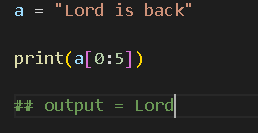 a = "Lord is back"
print(a[0:5])
## output = Lord